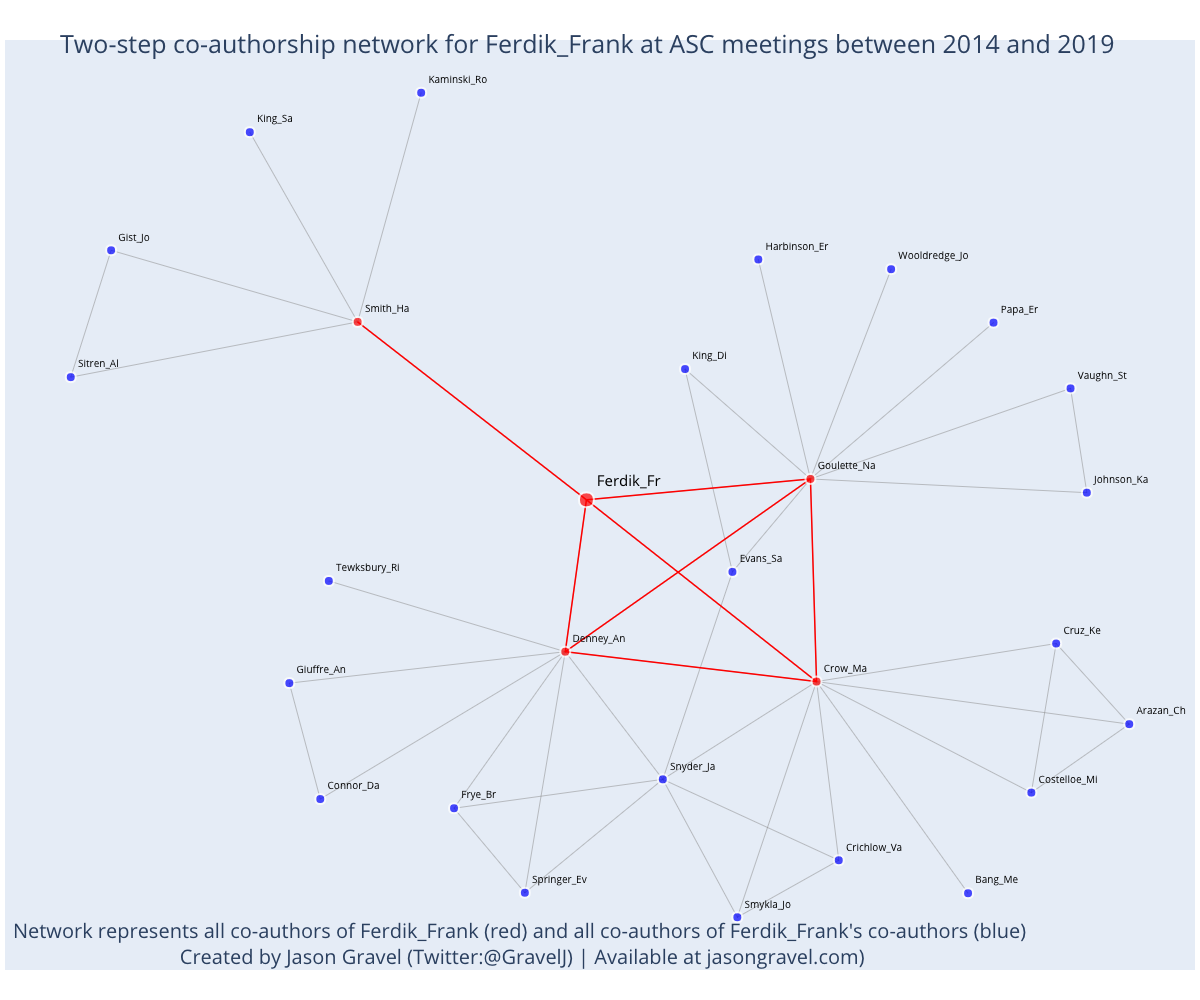 Two-step co-authorship network for Ferdik_Frank at ASC meetings between 2014 and 2019
Kaminski_Ro
King_Sa
Gist_Jo
Harbinson_Er
Wooldredge_Jo
Smith_Ha
Papa_Er
King_Di
Sitren_Al
Vaughn_St
Goulette_Na
Ferdik_Fr
Johnson_Ka
Evans_Sa
Tewksbury_Ri
Cruz_Ke
Denney_An
Giuffre_An
Crow_Ma
Arazan_Ch
Snyder_Ja
Costelloe_Mi
Connor_Da
Frye_Br
Crichlow_Va
Springer_Ev
Bang_Me
Smykla_Jo
Network represents all co-authors of Ferdik_Frank (red) and all co-authors of Ferdik_Frank's co-authors (blue)
Created by Jason Gravel (Twitter:@GravelJ) | Available at jasongravel.com)